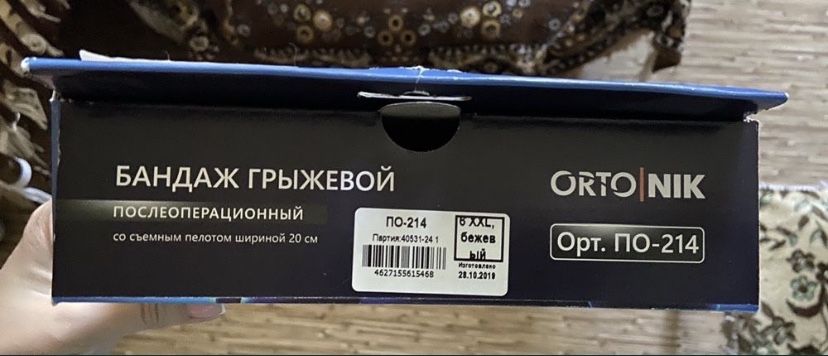 БАНДАЖ ГРЫЖЕВОЙ
ПОСЛЕОПЕРАЦИОННЫЙ
со съемным пелотом шириной 20 см
ПО-214
Партия:40531-24 1
4627155615468
6 XXL,
бежев
ый
Изготовлено
28.10.2019
ORTO|NIK
Арт. ПО-214